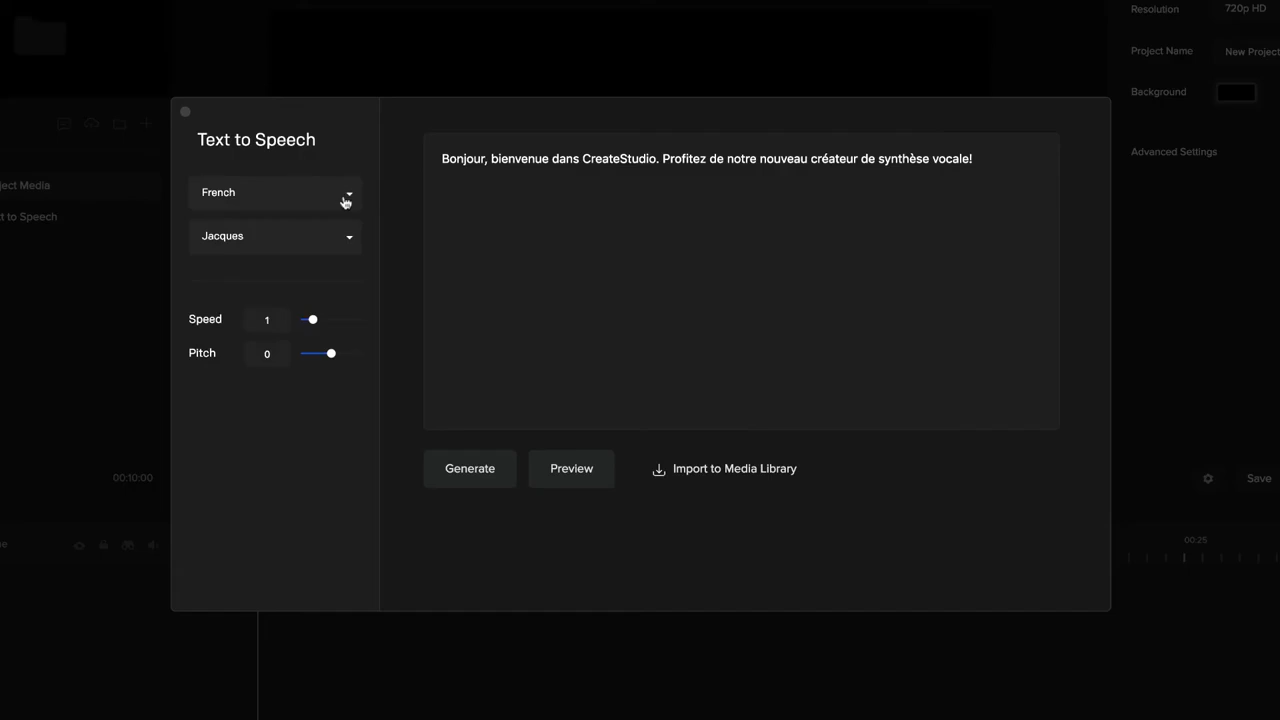 Resolution
720p HD
Project Name
New Project
Background
Advanced Settings
Text to Speech
French
Jacques
Speed
1
Pitch
0
Bonjour, bienvenue dans CreateStudio. Profitez de notre nouveau créateur de synthèse vocale!
Generate
Preview
Import to Media Library
ject Media
t to Speech
00:10:00
Save
00:25